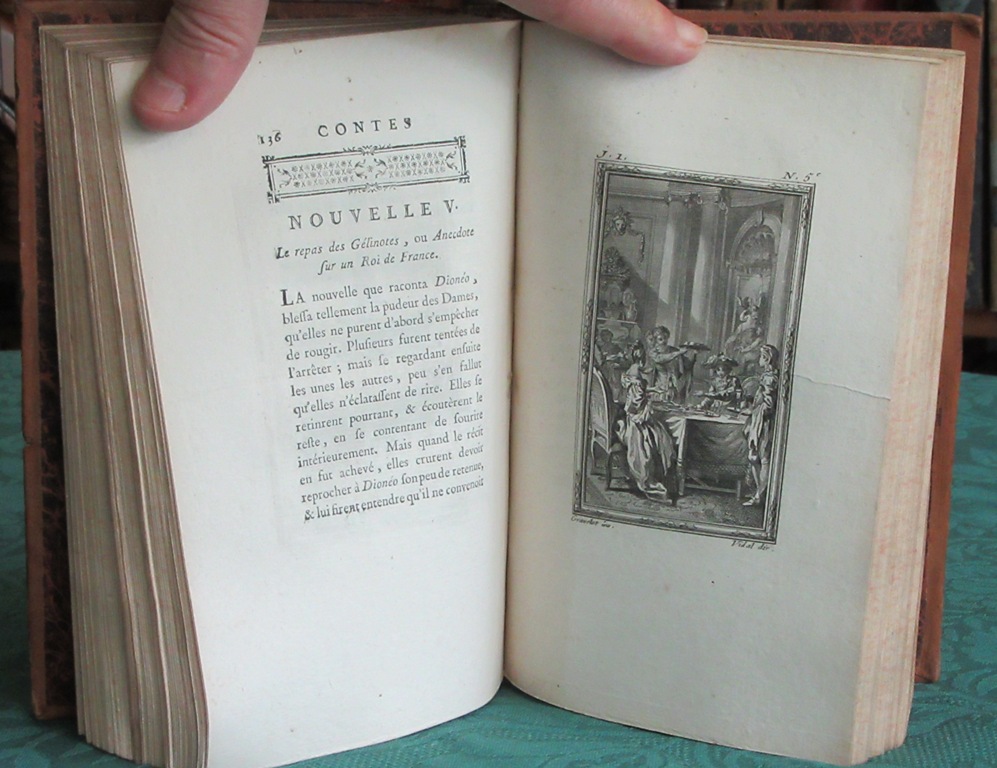 136 CONTES
NOUVELLE V.
Le repas des Gélinotes, ou Anecdote
sur un Roi de France.
LA nouvelle que raconta Dionéo,
blessa tellement la pudeur des Dames,
qu'elles ne purent d'abord s'empêcher
de rougir. Plusieurs furent tentées de
l'arrêter ; mais se regardant ensuite
les unes les autres, peu s'en fallut
qu'elles n'éclatassent de rire. Elles se
retinrent pourtant, & écoutèrent le
reste, en se contentant de sourire
intérieurement. Mais quand le récit
en fut achevé, elles crurent devoir
reprocher à Dionéo son peu de retenue,
& lui firent entendre qu'il ne convenoit
T. I. N. 5e
Vidal